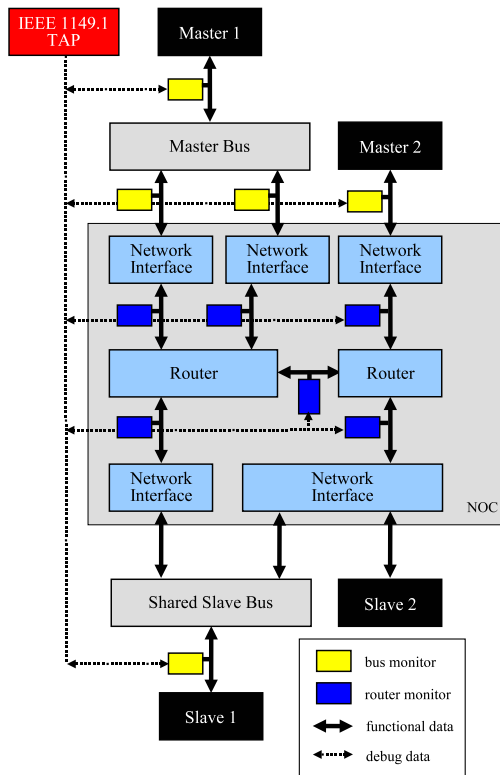 IEEE 1149.1
TAP
Master 1
Master Bus
Master 2
Network
Interface
Network
Interface
Network
Interface
Router
Router
Network
Interface
Network
Interface
NOC
Shared Slave Bus
Slave 2
Slave 1
bus monitor
router monitor
functional data
debug data